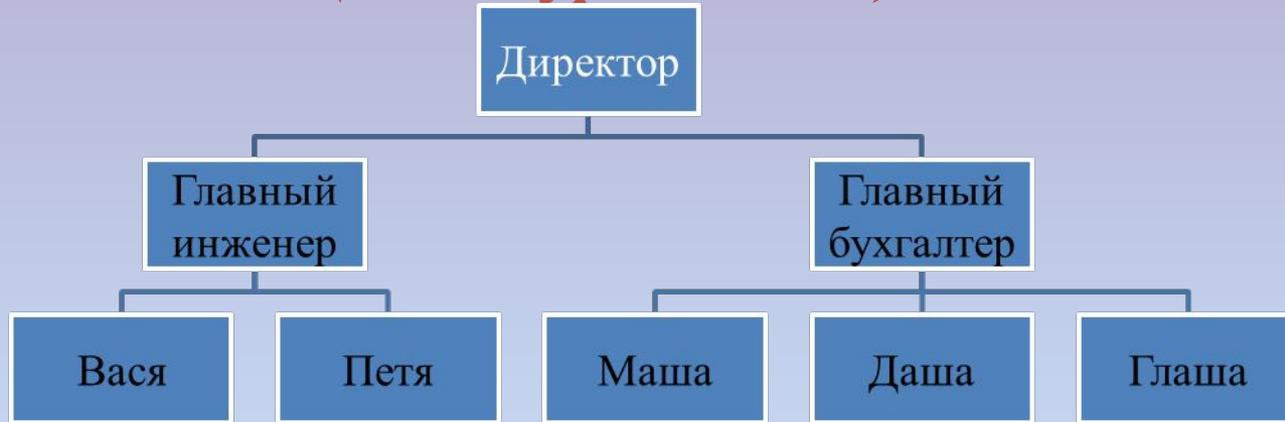 Директор
Главный
инженер
Главный
бухгалтер
Вася
Петя
Маша
Даша
Глаша